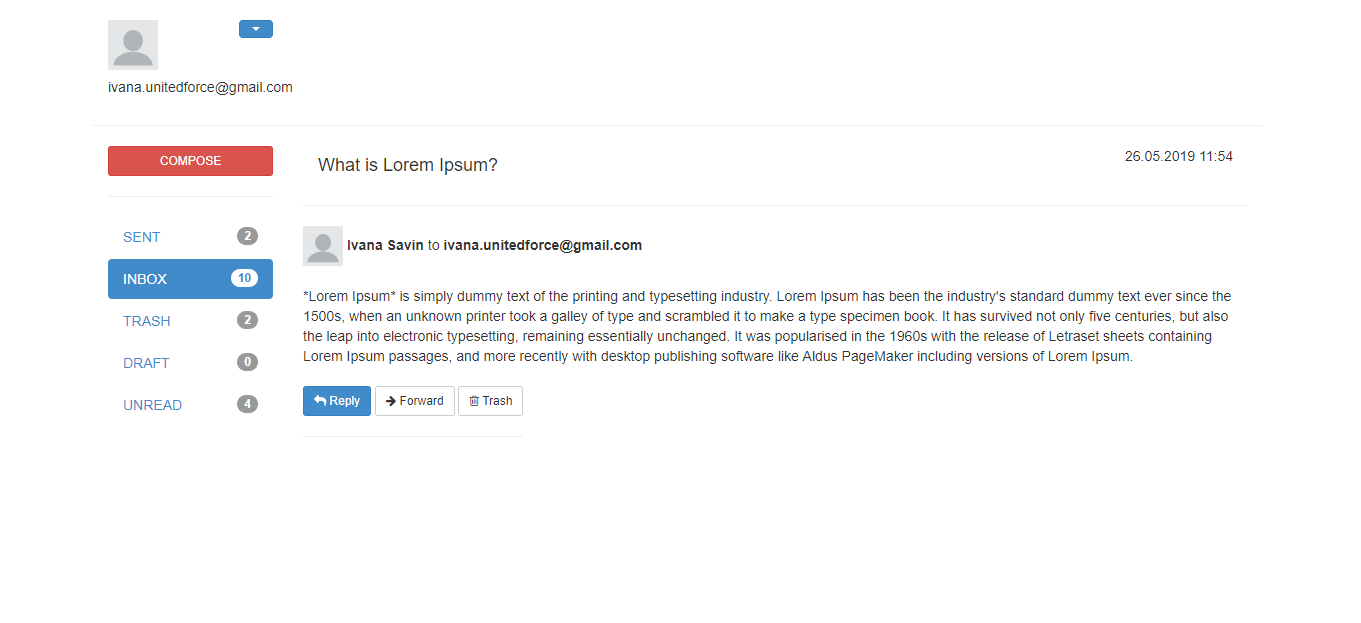 ivana.unitedforce@gmail.com
COMPOSE
What is Lorem Ipsum?
26.05.2019 11:54
SENT 2
INBOX 10
TRASH 2
DRAFT 0
UNREAD 4
Ivana Savin to ivana.unitedforce@gmail.com
*Lorem Ipsum* is simply dummy text of the printing and typesetting industry. Lorem Ipsum has been the industry's standard dummy text ever since the
1500s, when an unknown printer took a galley of type and scrambled it to make a type specimen book. It has survived not only five centuries, but also
the leap into electronic typesetting, remaining essentially unchanged. It was popularised in the 1960s with the release of Letraset sheets containing
Lorem Ipsum passages, and more recently with desktop publishing software like Aldus PageMaker including versions of Lorem Ipsum.
Reply Forward Trash